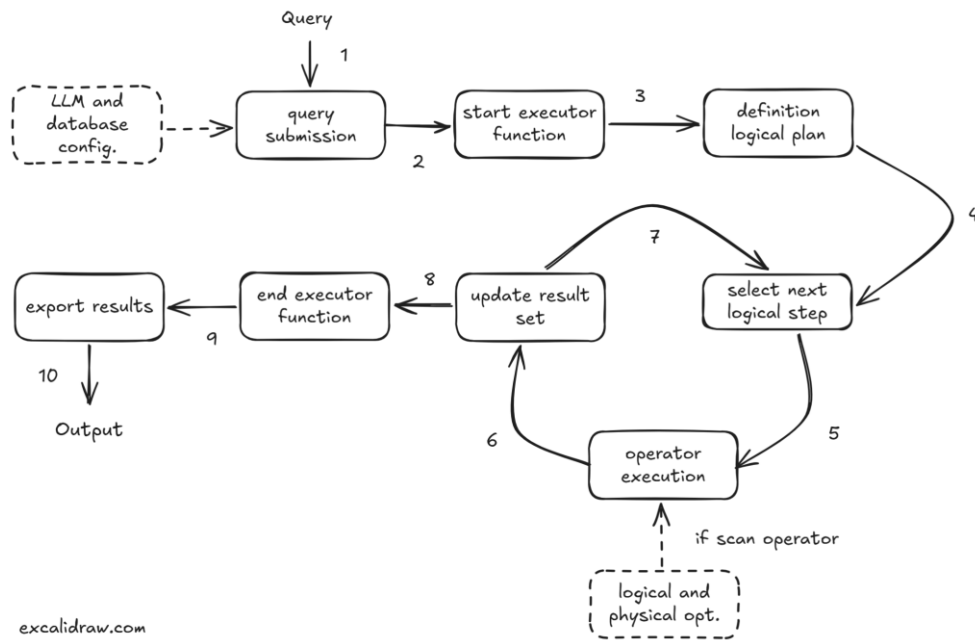 Query
1
LLM and
database
config.
query
submission
2
start executor
function
3
definition
logical plan
4
select next
logical step
5
operator
execution
if scan operator
logical and
physical opt.
6
update result
set
7
8
end executor
function
9
export results
10
Output
excalidraw.com